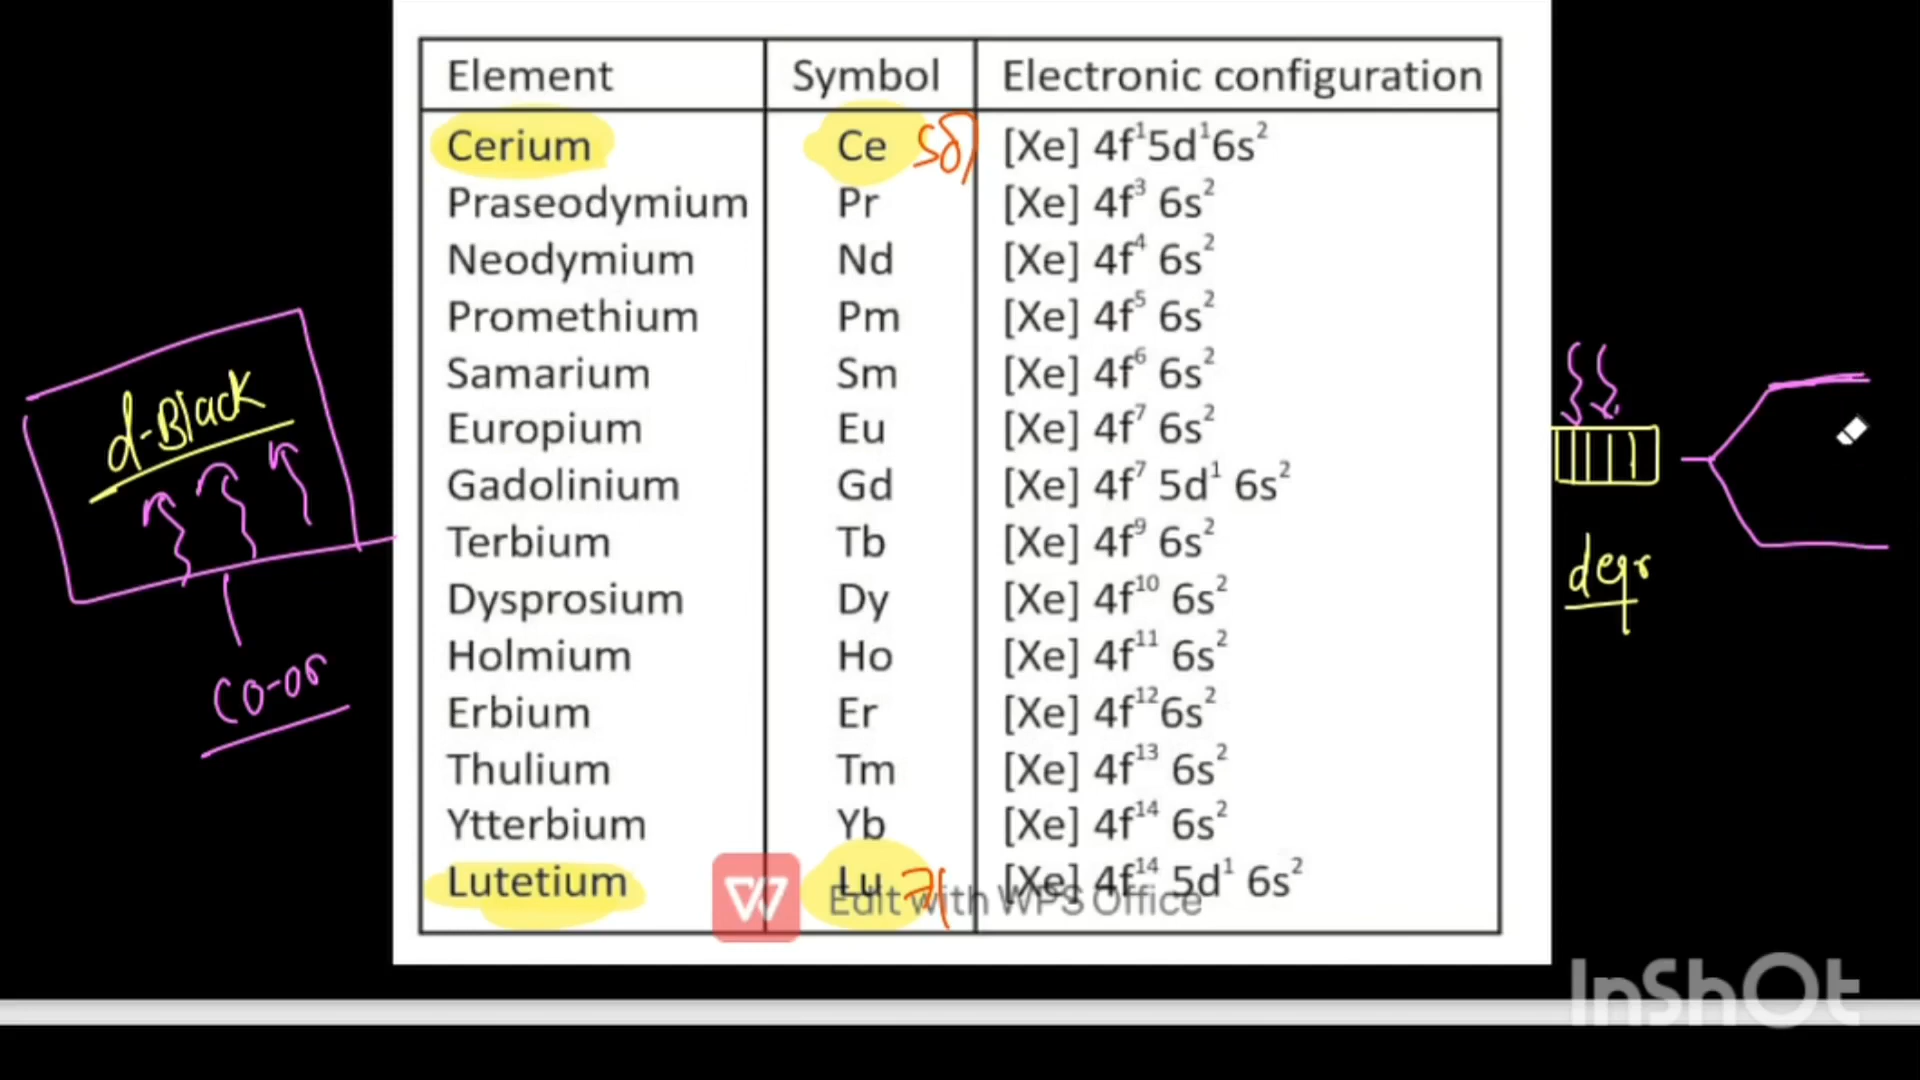 Element Symbol Electronic configuration
Cerium Ce 58 [Xe] 4f¹5d¹6s²
Praseodymium Pr [Xe] 4f³ 6s²
Neodymium Nd [Xe] 4f⁴ 6s²
Promethium Pm [Xe] 4f⁵ 6s²
Samarium Sm [Xe] 4f⁶ 6s²
Europium Eu [Xe] 4f⁷ 6s²
Gadolinium Gd [Xe] 4f⁷ 5d¹ 6s²
Terbium Tb [Xe] 4f⁹ 6s²
Dysprosium Dy [Xe] 4f¹⁰ 6s²
Holmium Ho [Xe] 4f¹¹ 6s²
Erbium Er [Xe] 4f¹²6s²
Thulium Tm [Xe] 4f¹³ 6s²
Ytterbium Yb [Xe] 4f¹⁴ 6s²
Lutetium Lu 71 [Xe] 4f¹⁴ 5d¹ 6s²
Edit with WPS Office
d-Black
co-or
degr
InShOt